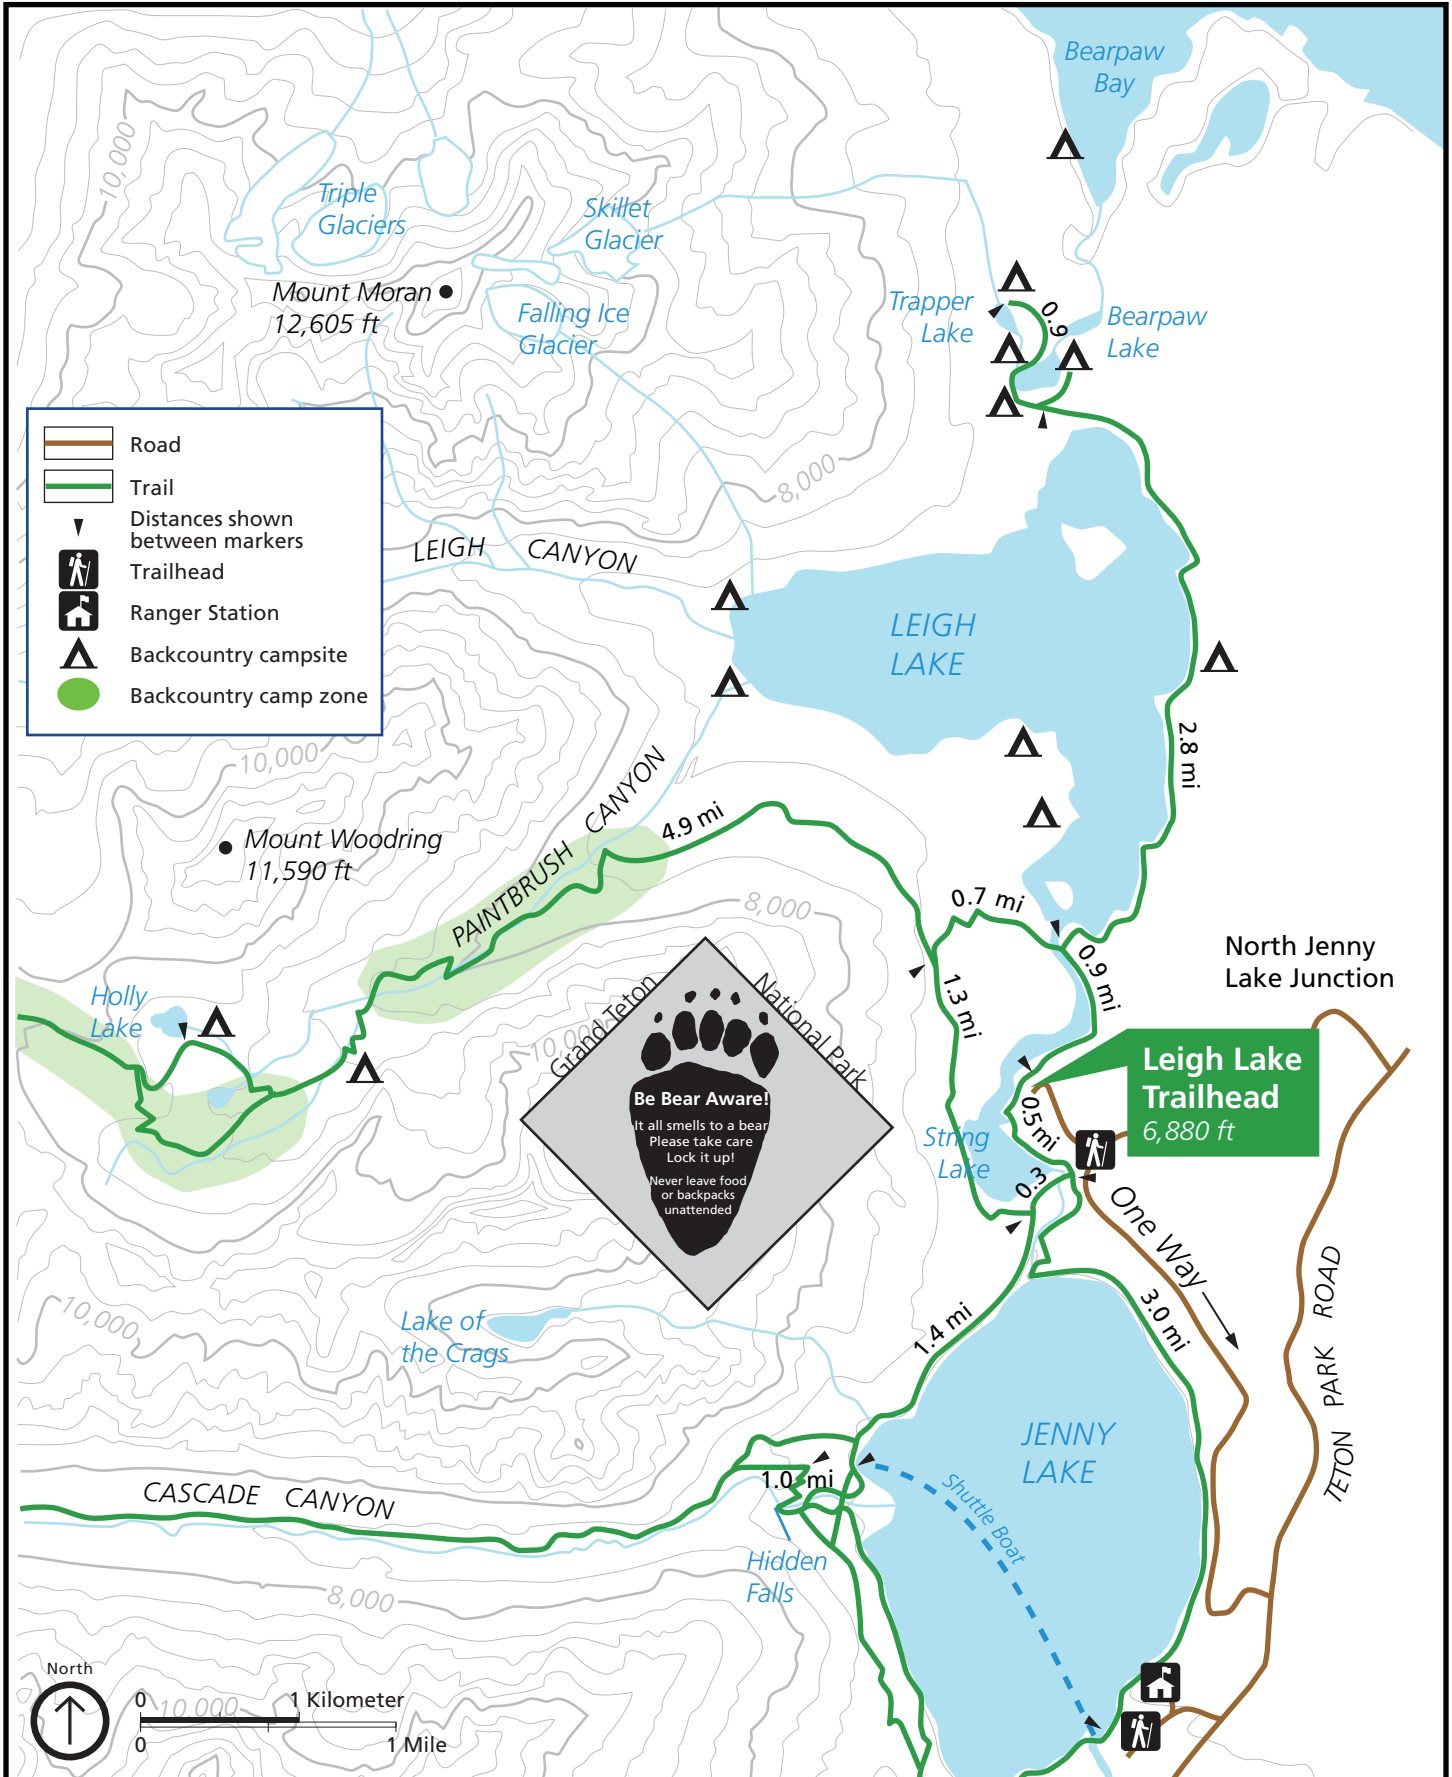 Bearpaw
Bay
10,000
Triple
Glaciers
Skillet
Glacier
Mount Moran
12,605 ft
Falling Ice
Glacier
Trapper
Lake
0.9
Bearpaw
Lake
Road
Trail
Distances shown
between markers
Trailhead
Ranger Station
Backcountry campsite
Backcountry camp zone
8,000
LEIGH CANYON
LEIGH
LAKE
10,000
2.8 mi
Mount Woodring
11,590 ft
PAINTBRUSH CANYON
4.9 mi
8,000
0.7 mi
0.9 mi
North Jenny
Lake Junction
Holly
Lake
1.3 mi
10,000
Grand Teton
National Park
Be Bear Aware!
It all smells to a bear
Please take care
Lock it up!
Never leave food
or backpacks
unattended
Leigh Lake
Trailhead
6,880 ft
0.5 mi
String
Lake
0.3
One Way
TETON PARK ROAD
10,000
Lake of
the Crags
1.4 mi
3.0 mi
JENNY
LAKE
Shuttle Boat
1.0 mi
CASCADE CANYON
Hidden
Falls
8,000
North
10,000
0 1 Kilometer
0 1 Mile